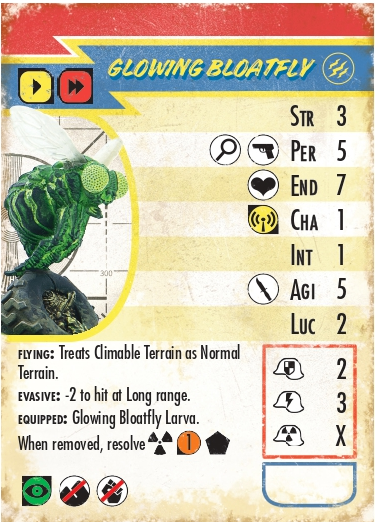 GLOWING BLOATFLY
STR 3
PER 5
END 7
CHA 1
INT 1
AGI 5
LUC 2
300
FLYING: Treats Climable Terrain as Normal
Terrain.
EVASIVE: -2 to hit at Long range.
EQUIPPED: Glowing Bloatfly Larva.
When removed, resolve 1
2
3
X